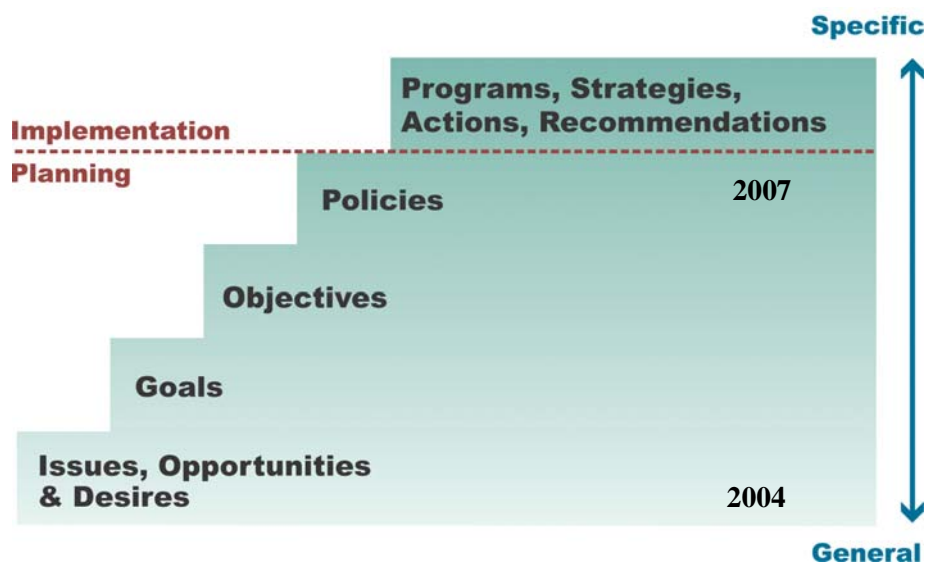 Specific
Programs, Strategies,
Actions, Recommendations
Implementation
Planning
Policies
2007
Objectives
Goals
Issues, Opportunities
& Desires
2004
General